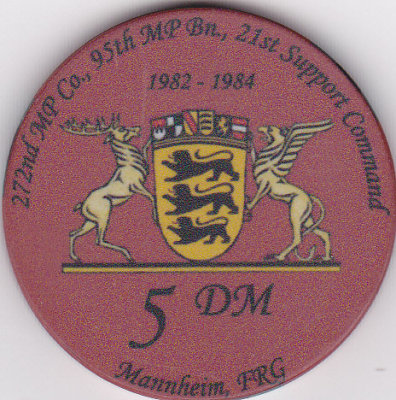 272nd MP Co., 95th MP Bn., 21st Support Command
1982 - 1984
5 DM
Mannheim, FRG